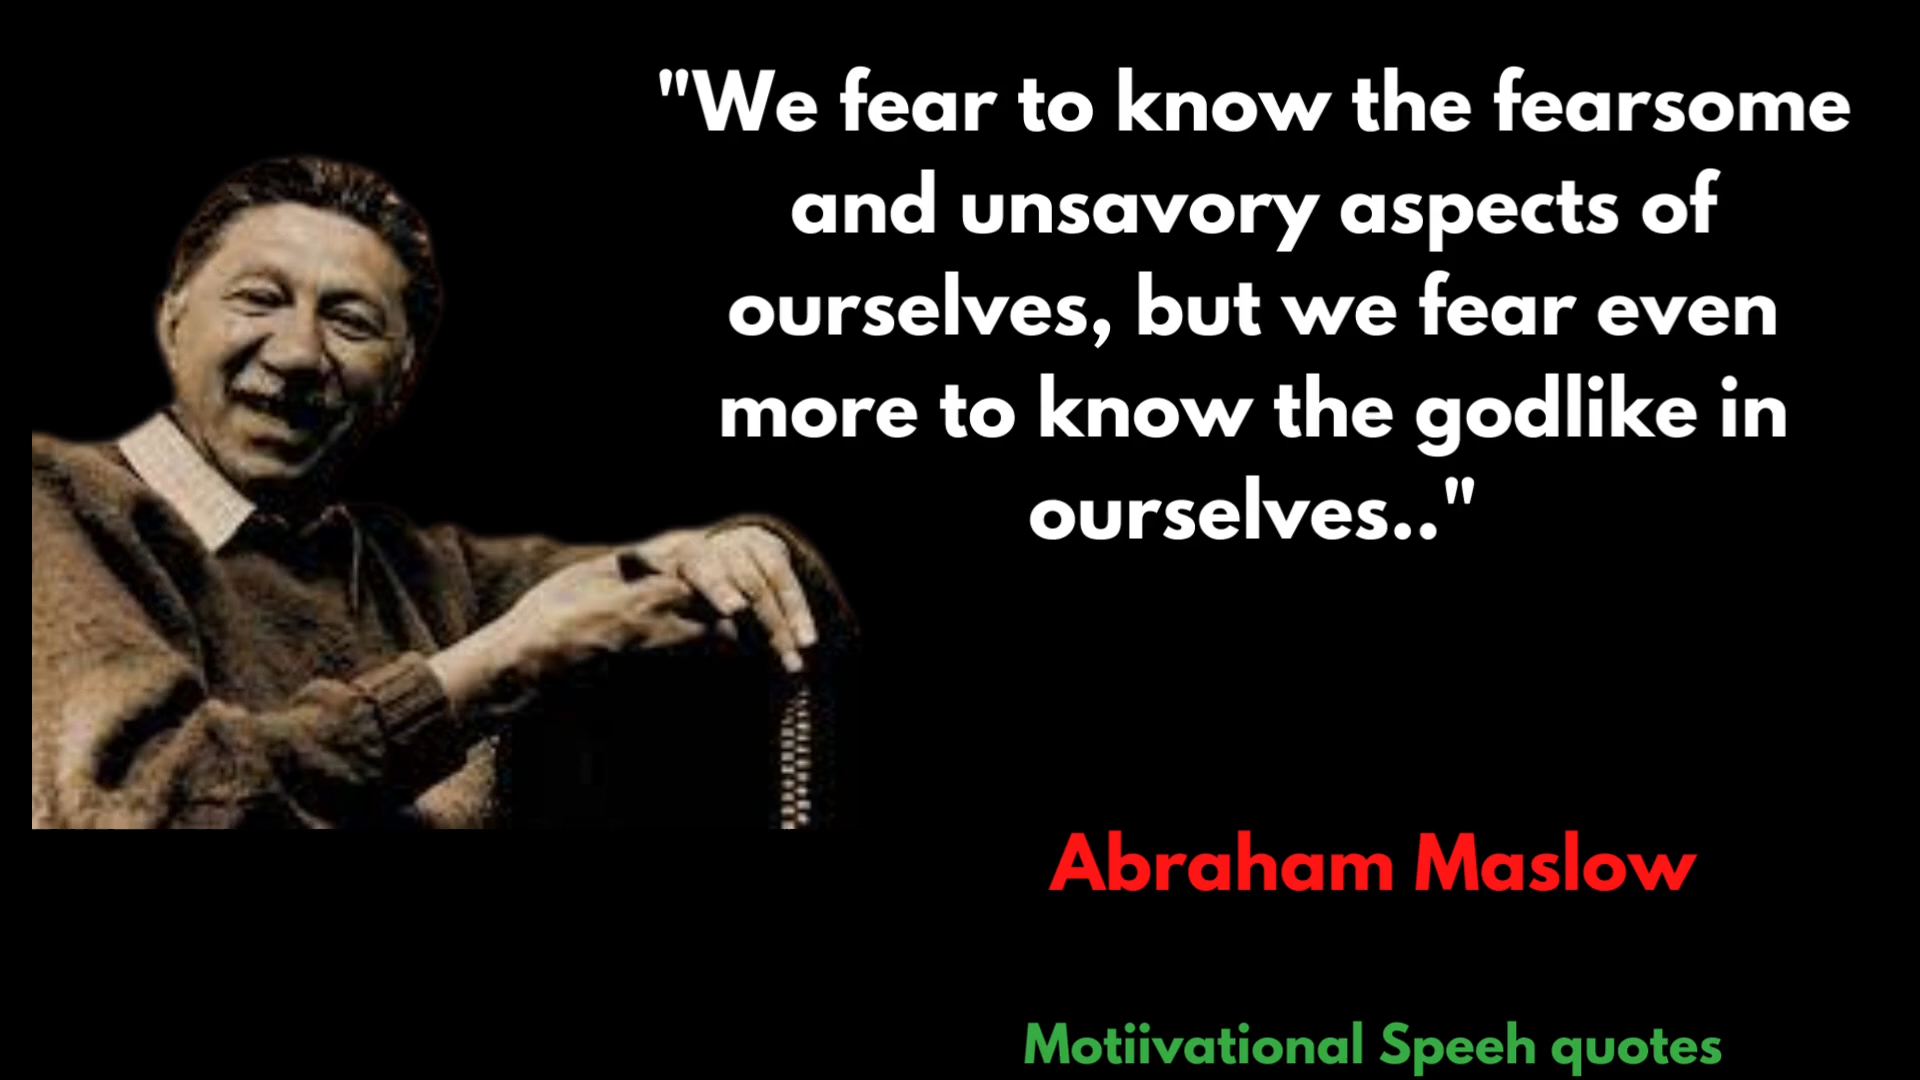 "We fear to know the fearsome
and unsavory aspects of
ourselves, but we fear even
more to know the godlike in
ourselves.."
Abraham Maslow
Motiivational Speeh quotes